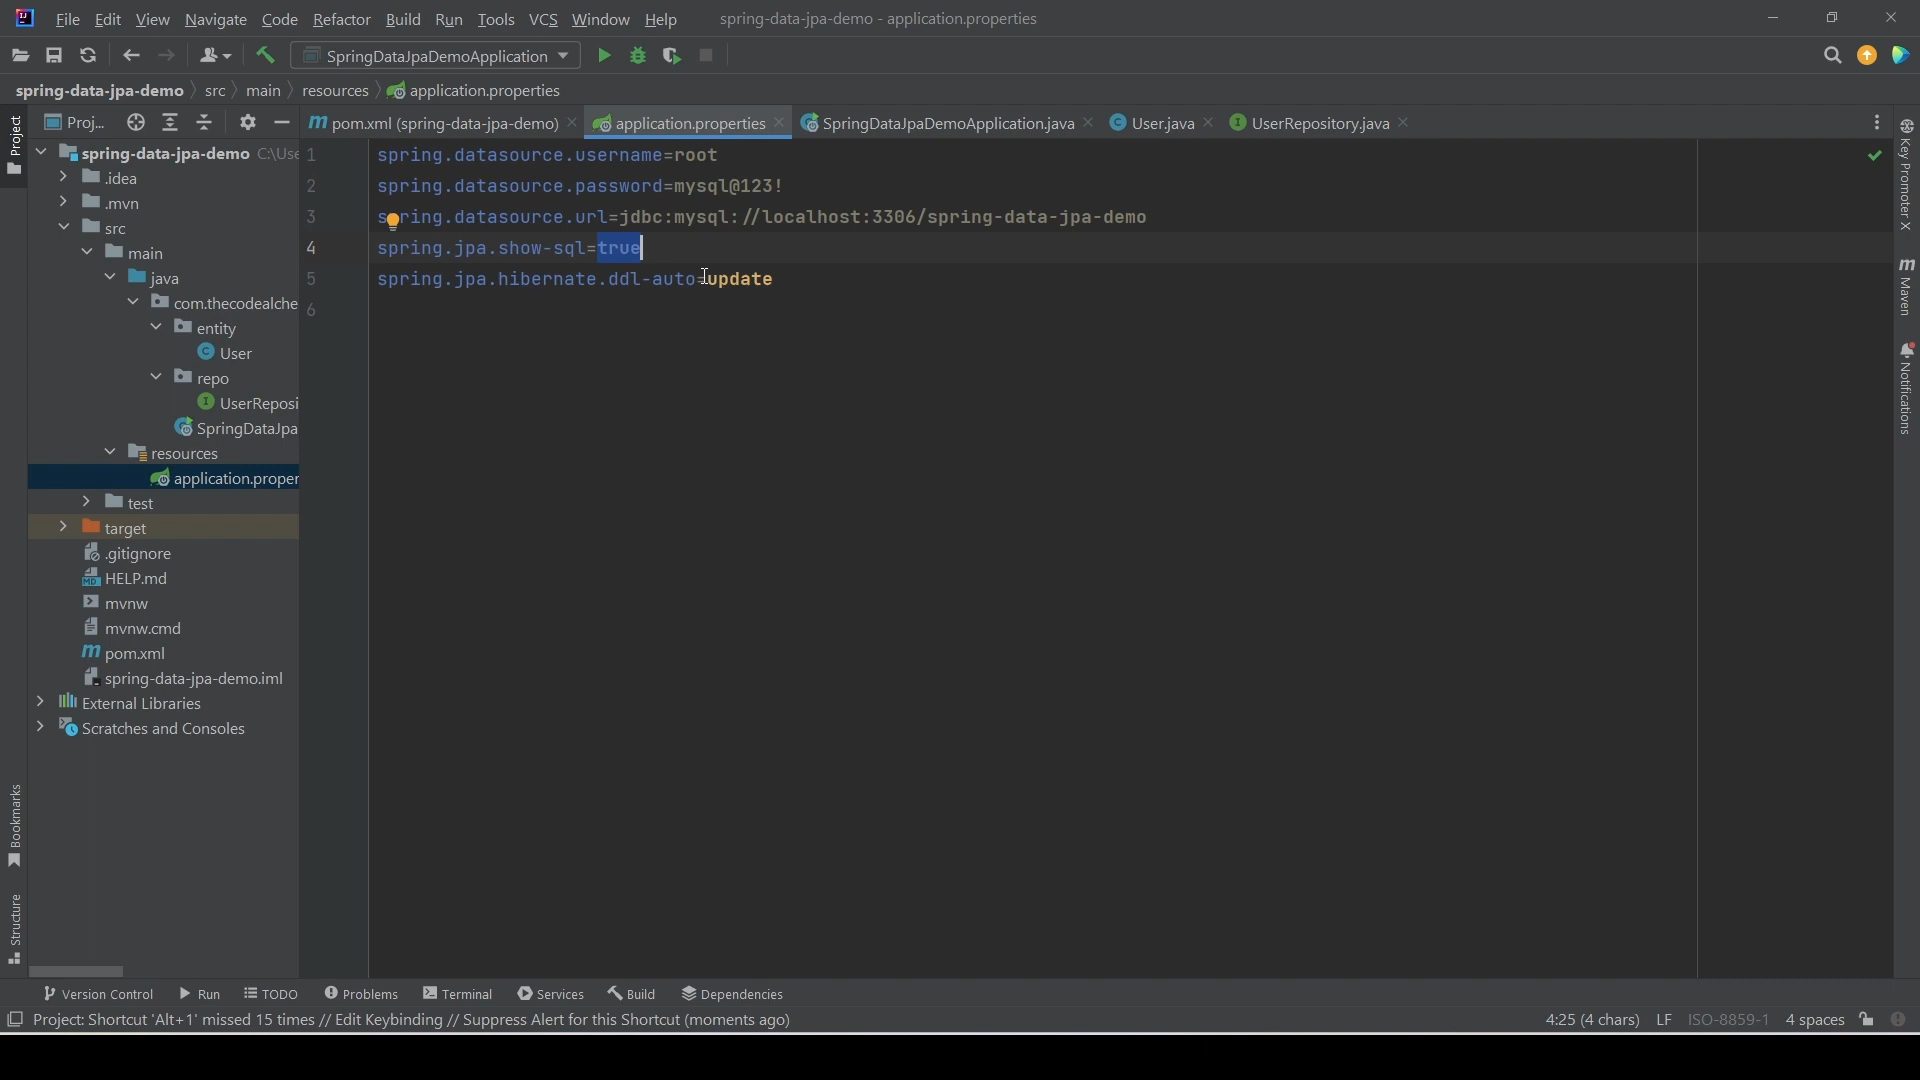 File Edit View Navigate Code Refactor Build Run Tools VCS Window Help spring-data-jpa-demo - application.properties
SpringDataJpaDemoApplication
spring-data-jpa-demo src main resources application.properties
Project
Proj...
pom.xml (spring-data-jpa-demo) application.properties SpringDataJpaDemoApplication.java User.java UserRepository.java
spring-data-jpa-demo C:\Use
.idea
.mvn
src
main
java
com.thecodealche
entity
User
repo
UserReposi
SpringDataJpa
resources
application.proper
test
target
.gitignore
HELP.md
mvnw
mvnw.cmd
pom.xml
spring-data-jpa-demo.iml
External Libraries
Scratches and Consoles
1 spring.datasource.username=root
2 spring.datasource.password=mysql@123!
3 spring.datasource.url=jdbc:mysql://localhost:3306/spring-data-jpa-demo
4 spring.jpa.show-sql=true
5 spring.jpa.hibernate.ddl-auto=update
6
Key Promoter X
Maven
Notifications
Bookmarks
Structure
Version Control Run TODO Problems Terminal Services Build Dependencies
Project: Shortcut 'Alt+1' missed 15 times // Edit Keybinding // Suppress Alert for this Shortcut (moments ago) 4:25 (4 chars) LF ISO-8859-1 4 spaces